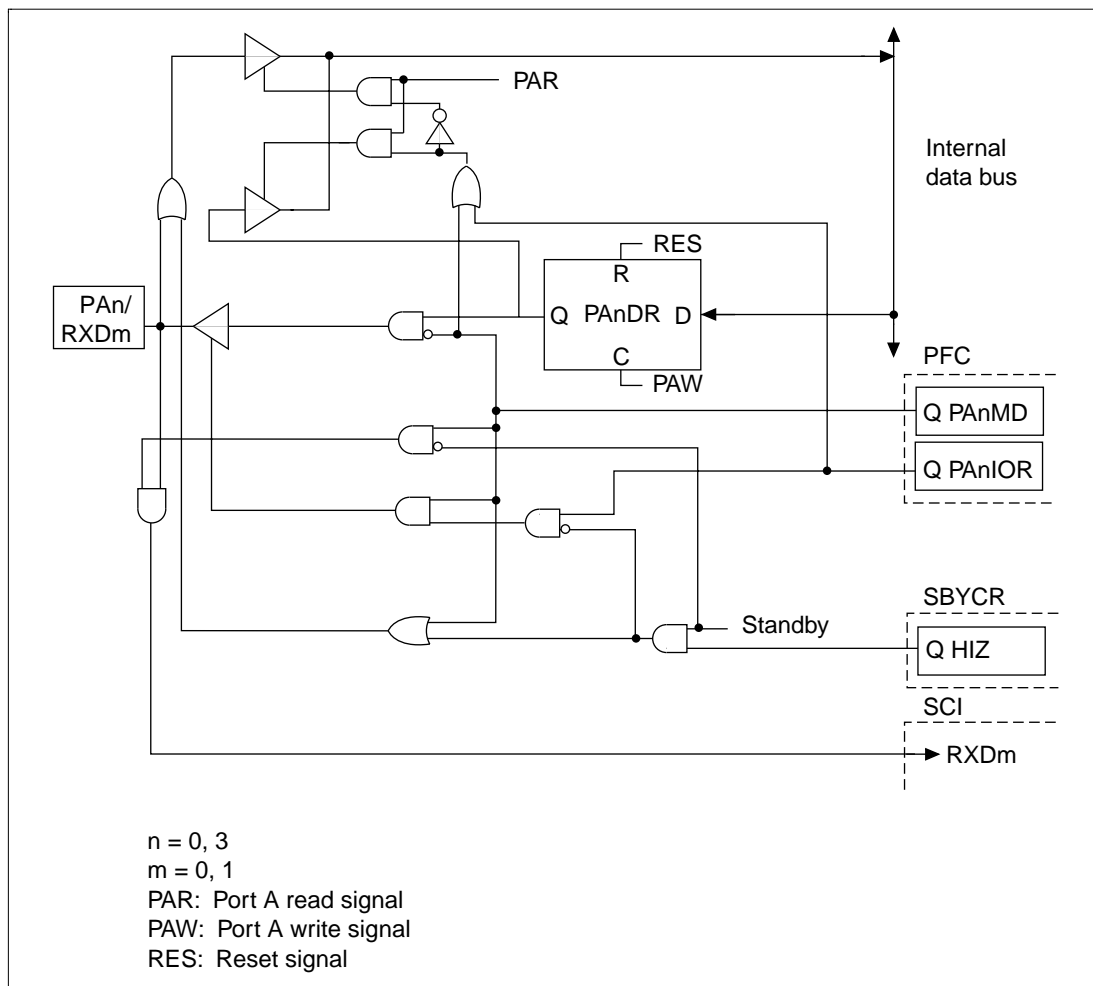 PAR
Internal
data bus
RES
R
PAn/
RXDm
Q PAnDR D
C
PAW
PFC
Q PAnMD
Q PAnIOR
SBYCR
Standby
Q HIZ
SCI
RXDm
n = 0, 3
m = 0, 1
PAR: Port A read signal
PAW: Port A write signal
RES: Reset signal